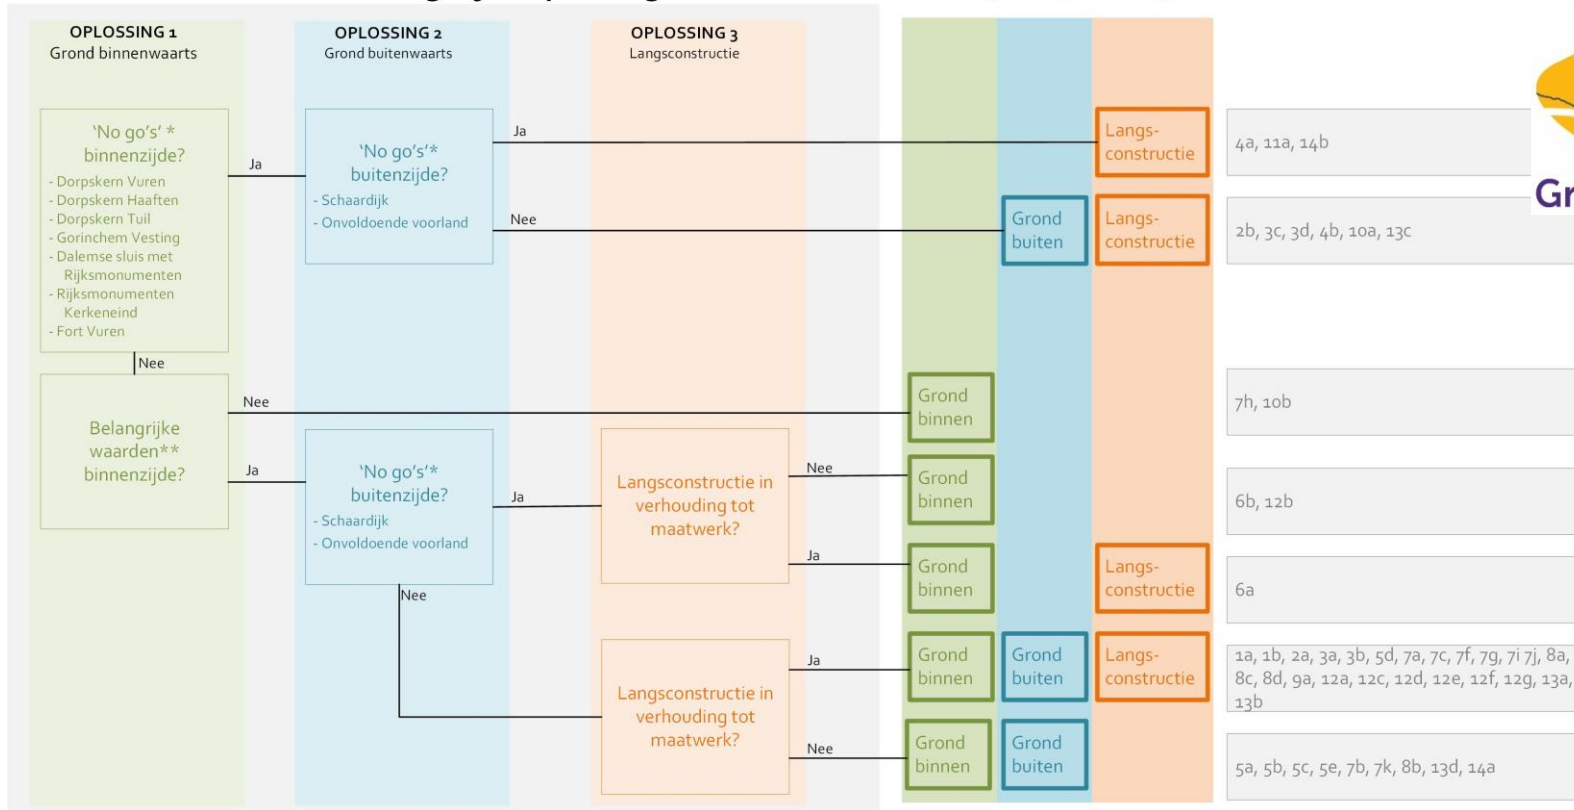 OPLOSSING 1
Grond binnenwaarts
OPLOSSING 2
Grond buitenwaarts
OPLOSSING 3
Langsconstructie
'No go's' *
binnenzijde?
- Dorpskern Vuren
- Dorpskern Haaften
- Dorpskern Tuil
- Gorinchem Vesting
- Dalemse sluis met
Rijksmonumenten
- Rijksmonumenten
Kerkeneind
- Fort Vuren
Ja
'No go's'*
buitenzijde?
- Schaardijk
- Onvoldoende voorland
Ja
Langs-
constructie
4a, 11a, 14b
Nee
Grond
buiten
Langs-
constructie
2b, 3c, 3d, 4b, 10a, 13c
Gr
Nee
Belangrijke
waarden**
binnenzijde?
Nee
Grond
binnen
7h, 10b
Ja
'No go's'*
buitenzijde?
- Schaardijk
- Onvoldoende voorland
Ja
Langsconstructie in
verhouding tot
maatwerk?
Nee
Grond
binnen
6b, 12b
Ja
Grond
binnen
Langs-
constructie
6a
Nee
Langsconstructie in
verhouding tot
maatwerk?
Ja
Grond
binnen
Grond
buiten
Langs-
constructie
1a, 1b, 2a, 3a, 3b, 5d, 7a, 7c, 7f, 7g, 7i 7j, 8a,
8c, 8d, 9a, 12a, 12c, 12d, 12e, 12f, 12g, 13a,
13b
Nee
Grond
binnen
Grond
buiten
5a, 5b, 5c, 5e, 7b, 7k, 8b, 13d, 14a